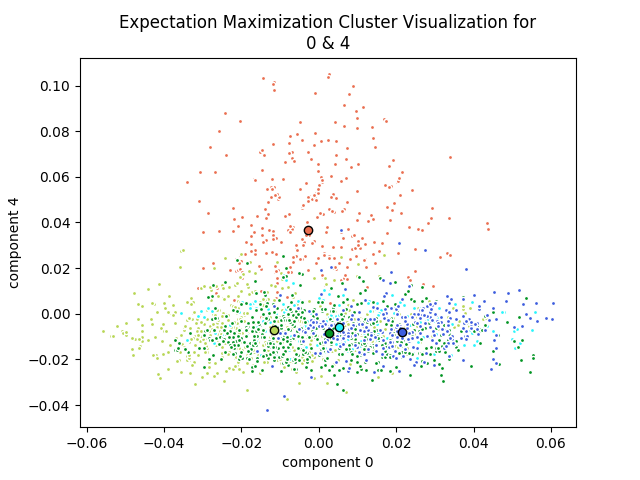 Expectation Maximization Cluster Visualization for
0 & 4
component 4
0.10
0.08
0.06
0.04
0.02
0.00
−0.02
−0.04
−0.06 −0.04 −0.02 0.00 0.02 0.04 0.06
component 0